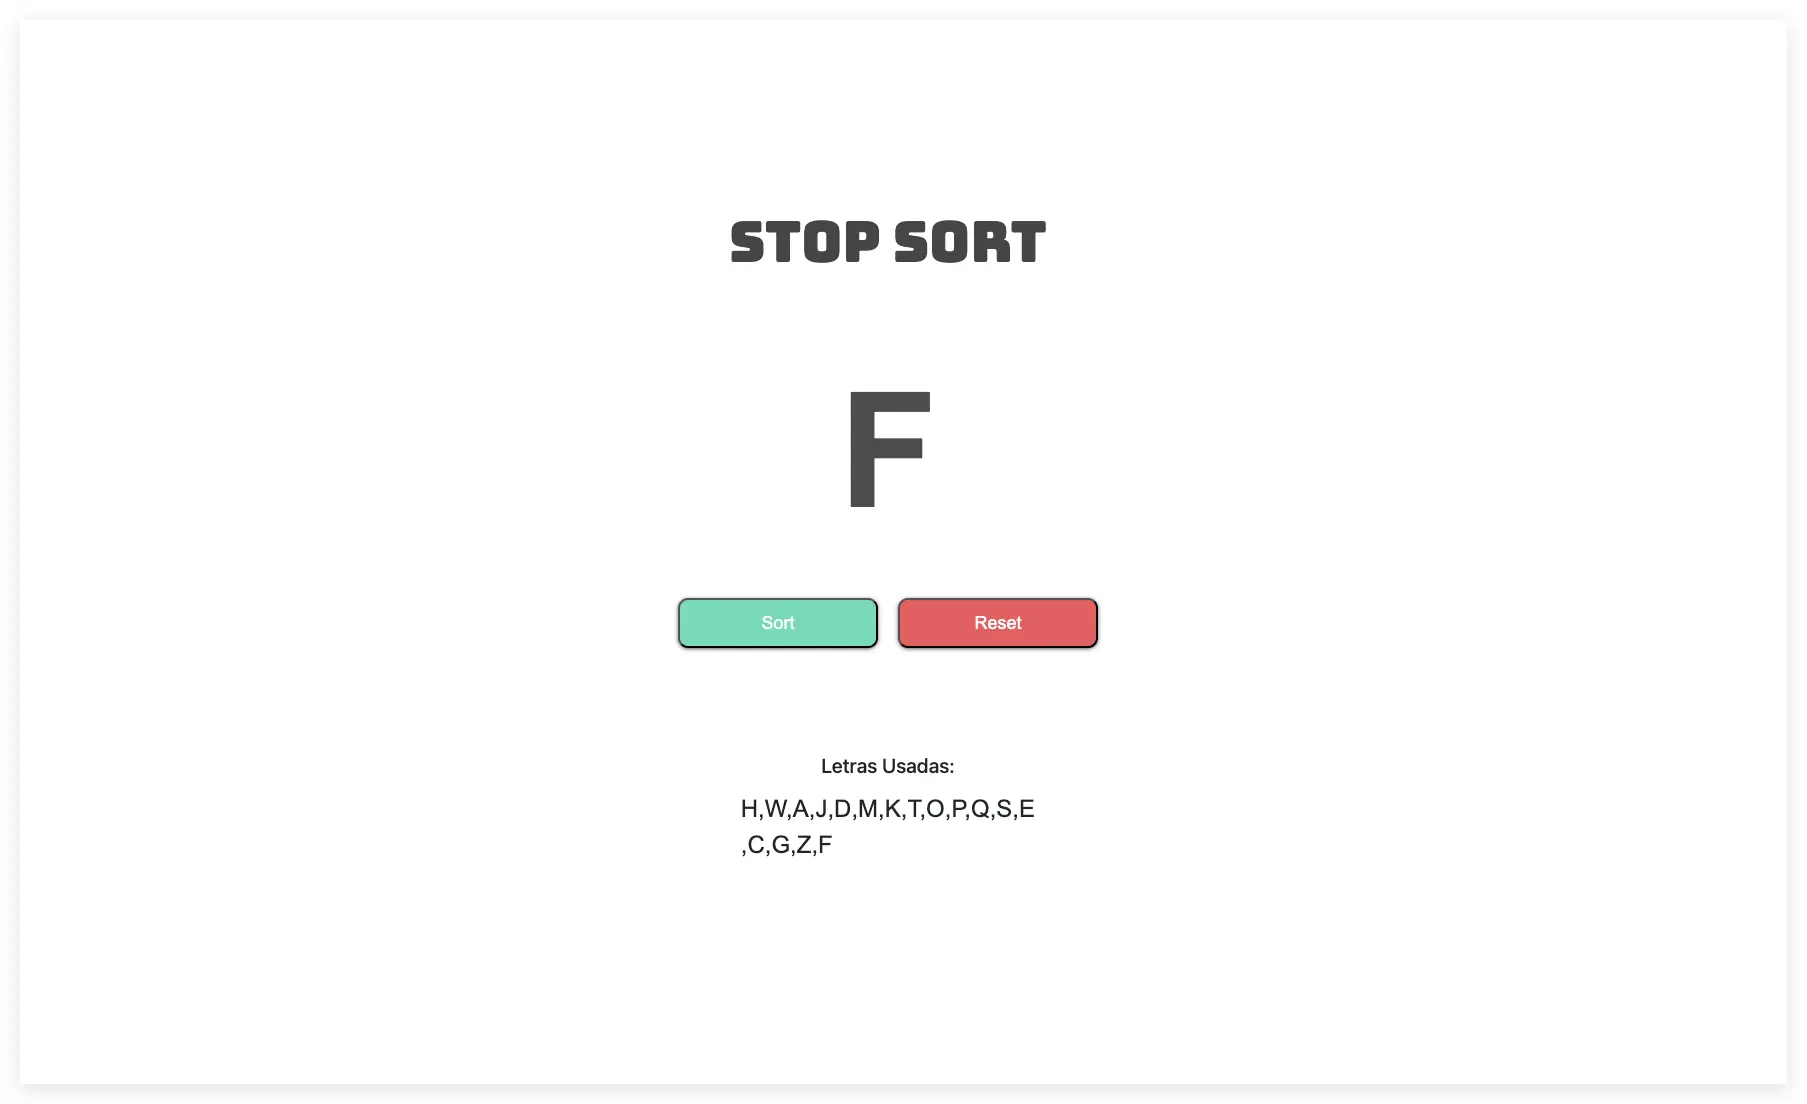 STOP SORT
F
Sort
Reset
Letras Usadas:
H,W,A,J,D,M,K,T,O,P,Q,S,E
,C,G,Z,F